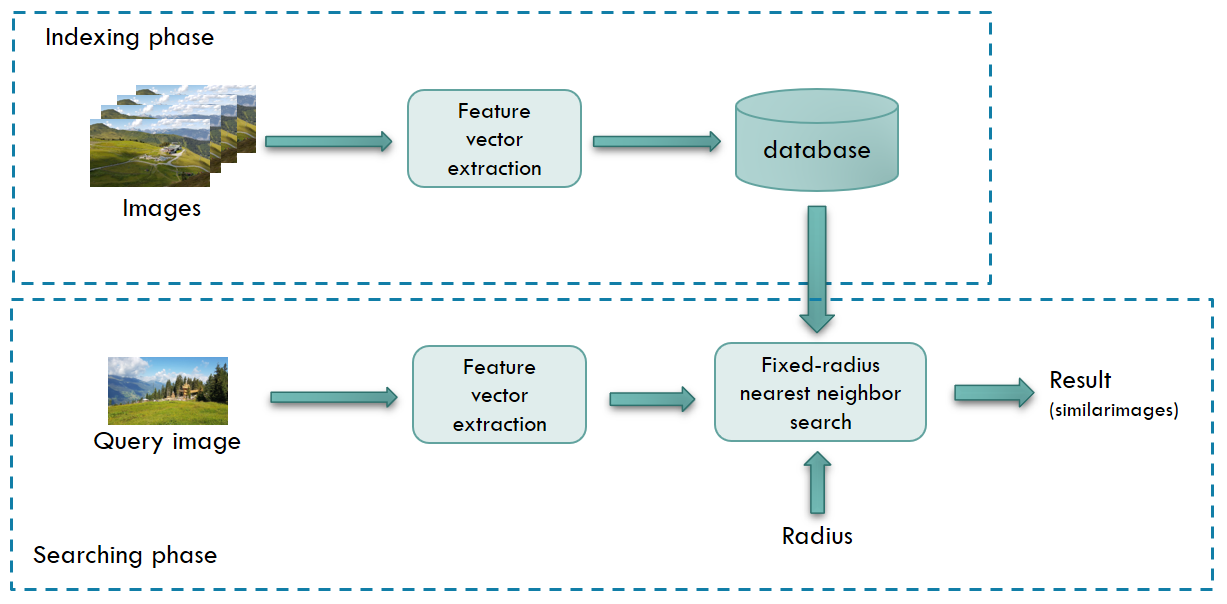 Indexing phase
Feature
vector
extraction
database
Images
Feature
vector
extraction
Fixed-radius
nearest neighbor
search
Result
(similarimages)
Query image
Radius
Searching phase